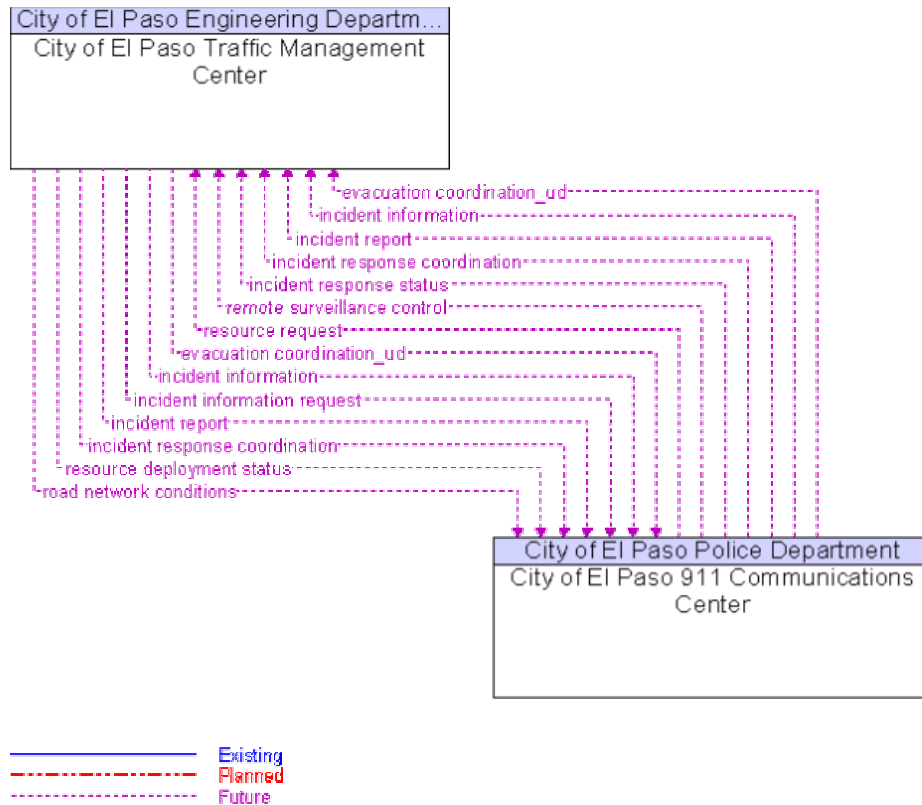 City of El Paso Engineering Departm...
City of El Paso Traffic Management
Center
evacuation coordination_ud
incident information
incident report
incident response coordination
incident response status
remote surveillance control
resource request
evacuation coordination_ud
incident information
incident information request
incident report
incident response coordination
resource deployment status
road network conditions
City of El Paso Police Department
City of El Paso 911 Communications
Center
Existing
Planned
Future